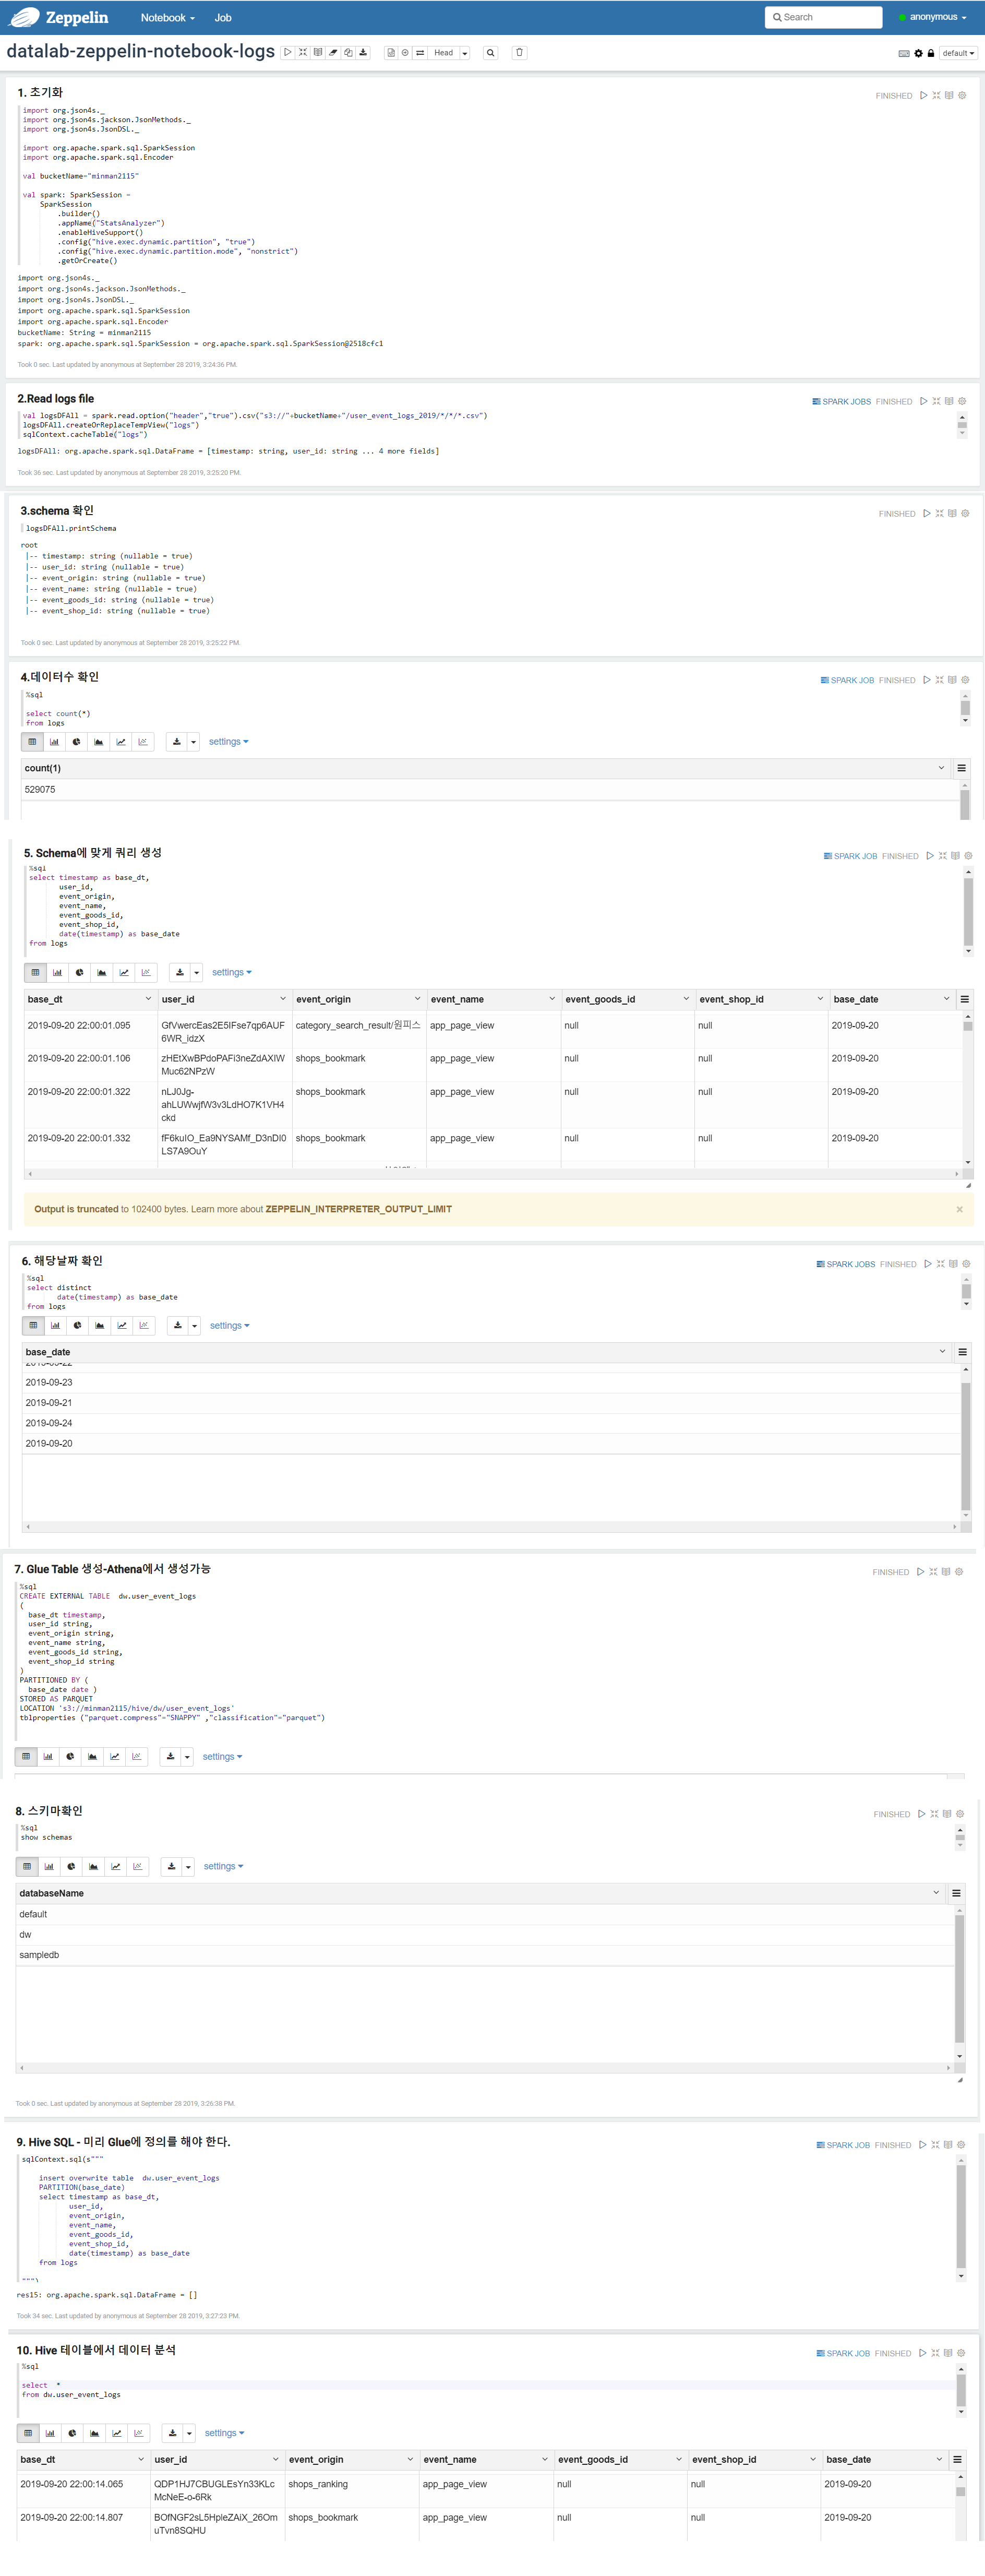 Zeppelin
Notebook
Job
Search
anonymous
datalab-zeppelin-notebook-logs
Head
default
1. 초기화
FINISHED
import org.json4s._
import org.json4s.jackson.JsonMethods._
import org.json4s.JsonDSL._
import org.apache.spark.sql.SparkSession
import org.apache.spark.sql.Encoder
val bucketName="minman2115"
val spark: SparkSession =
SparkSession
.builder()
.appName("StatsAnalyzer")
.enableHiveSupport()
.config("hive.exec.dynamic.partition", "true")
.config("hive.exec.dynamic.partition.mode", "nonstrict")
.getOrCreate()
import org.json4s._
import org.json4s.jackson.JsonMethods._
import org.json4s.JsonDSL._
import org.apache.spark.sql.SparkSession
import org.apache.spark.sql.Encoder
bucketName: String = minman2115
spark: org.apache.spark.sql.SparkSession = org.apache.spark.sql.SparkSession@2518cfc1
Took 0 sec. Last updated by anonymous at September 28 2019, 3:24:36 PM.
2.Read logs file
SPARK JOBS FINISHED
val logsDFAll = spark.read.option("header","true").csv("s3://"+bucketName+"/user_event_logs_2019/*/*/*.csv")
logsDFAll.createOrReplaceTempView("logs")
sqlContext.cacheTable("logs")
logsDFAll: org.apache.spark.sql.DataFrame = [timestamp: string, user_id: string ... 4 more fields]
Took 36 sec. Last updated by anonymous at September 28 2019, 3:25:20 PM.
3.schema 확인
FINISHED
logsDFAll.printSchema
root
|-- timestamp: string (nullable = true)
|-- user_id: string (nullable = true)
|-- event_origin: string (nullable = true)
|-- event_name: string (nullable = true)
|-- event_goods_id: string (nullable = true)
|-- event_shop_id: string (nullable = true)
Took 0 sec. Last updated by anonymous at September 28 2019, 3:25:22 PM.
4.데이터수 확인
SPARK JOB FINISHED
%sql
select count(*)
from logs
settings
count(1)
529075
5. Schema에 맞게 쿼리 생성
SPARK JOB FINISHED
%sql
select timestamp as base_dt,
user_id,
event_origin,
event_name,
event_goods_id,
event_shop_id,
date(timestamp) as base_date
from logs
settings
base_dt user_id event_origin event_name event_goods_id event_shop_id base_date
2019-09-20 22:00:01.095 GfVwercEas2E5IFse7qp6AUF category_search_result/원피스 app_page_view null null 2019-09-20
6WR_idzX
2019-09-20 22:00:01.106 zHEtXwBPdoPAFi3neZdAXIW shops_bookmark app_page_view null null 2019-09-20
Muc62NPzW
2019-09-20 22:00:01.322 nLJ0Jg- shops_bookmark app_page_view null null 2019-09-20
ahLUWwjfW3v3LdHO7K1VH4
ckd
2019-09-20 22:00:01.332 fF6kuIO_Ea9NYSAMf_D3nDI0 shops_bookmark app_page_view null null 2019-09-20
LS7A9OuY
Output is truncated to 102400 bytes. Learn more about ZEPPELIN_INTERPRETER_OUTPUT_LIMIT
6. 해당날짜 확인
SPARK JOBS FINISHED
%sql
select distinct
date(timestamp) as base_date
from logs
settings
base_date
2019-09-22
2019-09-23
2019-09-21
2019-09-24
2019-09-20
7. Glue Table 생성-Athena에서 생성가능
FINISHED
%sql
CREATE EXTERNAL TABLE dw.user_event_logs
(
base_dt timestamp,
user_id string,
event_origin string,
event_name string,
event_goods_id string,
event_shop_id string
)
PARTITIONED BY (
base_date date )
STORED AS PARQUET
LOCATION 's3://minman2115/hive/dw/user_event_logs'
tblproperties ("parquet.compress"="SNAPPY" ,"classification"="parquet")
settings
8. 스키마확인
FINISHED
%sql
show schemas
settings
databaseName
default
dw
sampledb
Took 0 sec. Last updated by anonymous at September 28 2019, 3:26:38 PM.
9. Hive SQL - 미리 Glue에 정의를 해야 한다.
SPARK JOB FINISHED
sqlContext.sql(s"""
insert overwrite table dw.user_event_logs
PARTITION(base_date)
select timestamp as base_dt,
user_id,
event_origin,
event_name,
event_goods_id,
event_shop_id,
date(timestamp) as base_date
from logs
""")
res15: org.apache.spark.sql.DataFrame = []
Took 34 sec. Last updated by anonymous at September 28 2019, 3:27:23 PM.
10. Hive 테이블에서 데이터 분석
SPARK JOB FINISHED
%sql
select *
from dw.user_event_logs
settings
base_dt user_id event_origin event_name event_goods_id event_shop_id base_date
2019-09-20 22:00:14.065 QDP1HJ7CBUGLEsYn33KLc shops_ranking app_page_view null null 2019-09-20
McNeE-o-6Rk
2019-09-20 22:00:14.807 BOfNGF2sL5HpleZAiX_26Om shops_bookmark app_page_view null null 2019-09-20
uTvn8SQHU